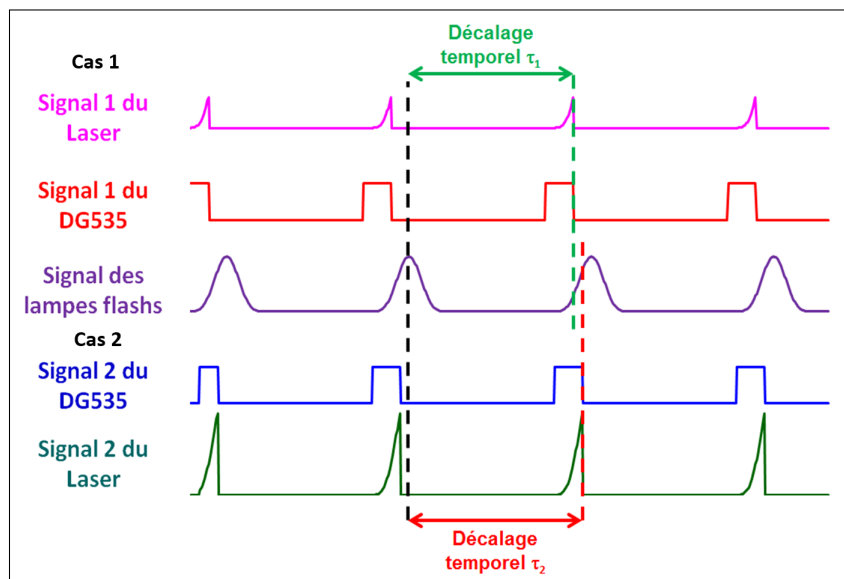 Décalage
temporel τ₁
Cas 1
Signal 1 du
Laser
Signal 1 du
DG535
Signal des
lampes flashs
Cas 2
Signal 2 du
DG535
Signal 2 du
Laser
Décalage
temporel τ₂